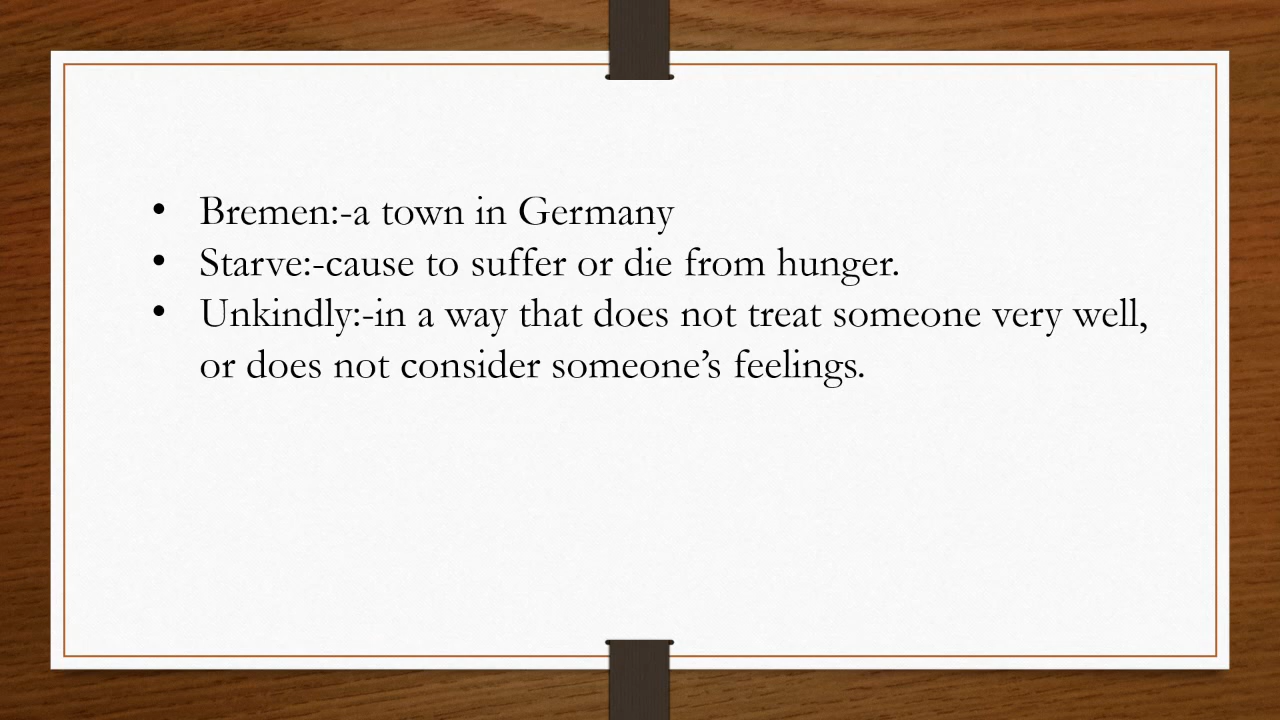 • Bremen:-a town in Germany
• Starve:-cause to suffer or die from hunger.
• Unkindly:-in a way that does not treat someone very well,
or does not consider someone’s feelings.